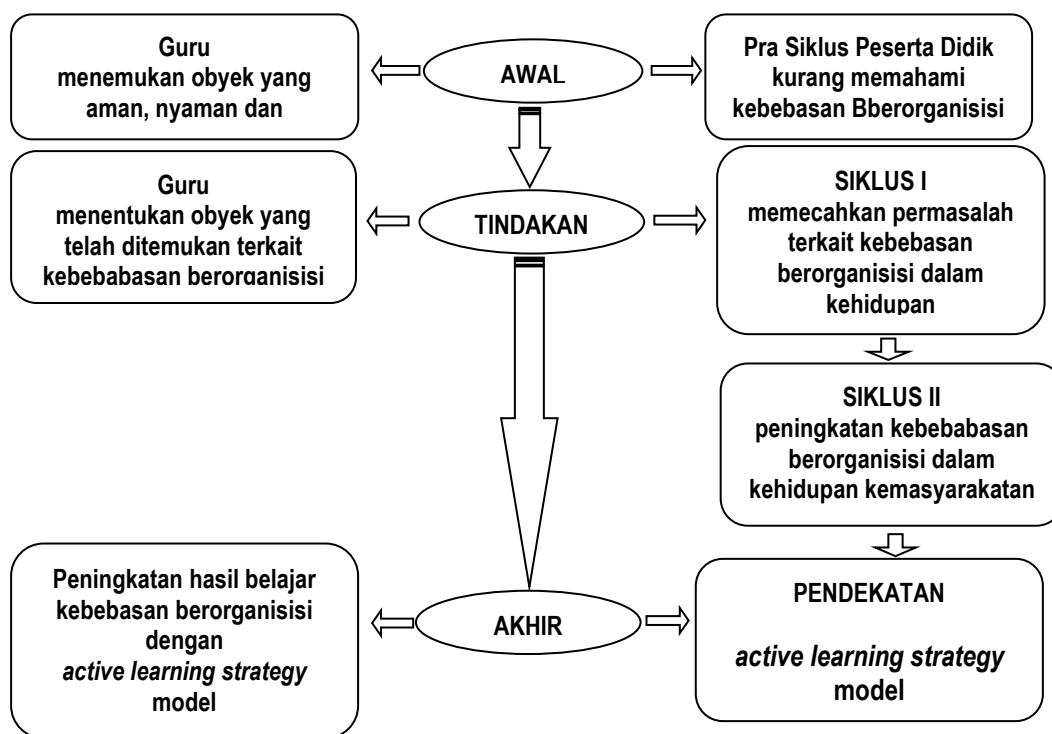 Guru
menemukan obyek yang
aman, nyaman dan
AWAL
Pra Siklus Peserta Didik
kurang memahami
kebebasan Bberorganisisi
Guru
menentukan obyek yang
telah ditemukan terkait
kebebabasan berorganisisi
TINDAKAN
SIKLUS I
memecahkan permasalah
terkait kebebasan
berorganisisi dalam
kehidupan
SIKLUS II
peningkatan kebebabasan
berorganisisi dalam
kehidupan kemasyarakatan
Peningkatan hasil belajar
kebebasan berorganisisi
dengan
active learning strategy
model
AKHIR
PENDEKATAN
active learning strategy
model